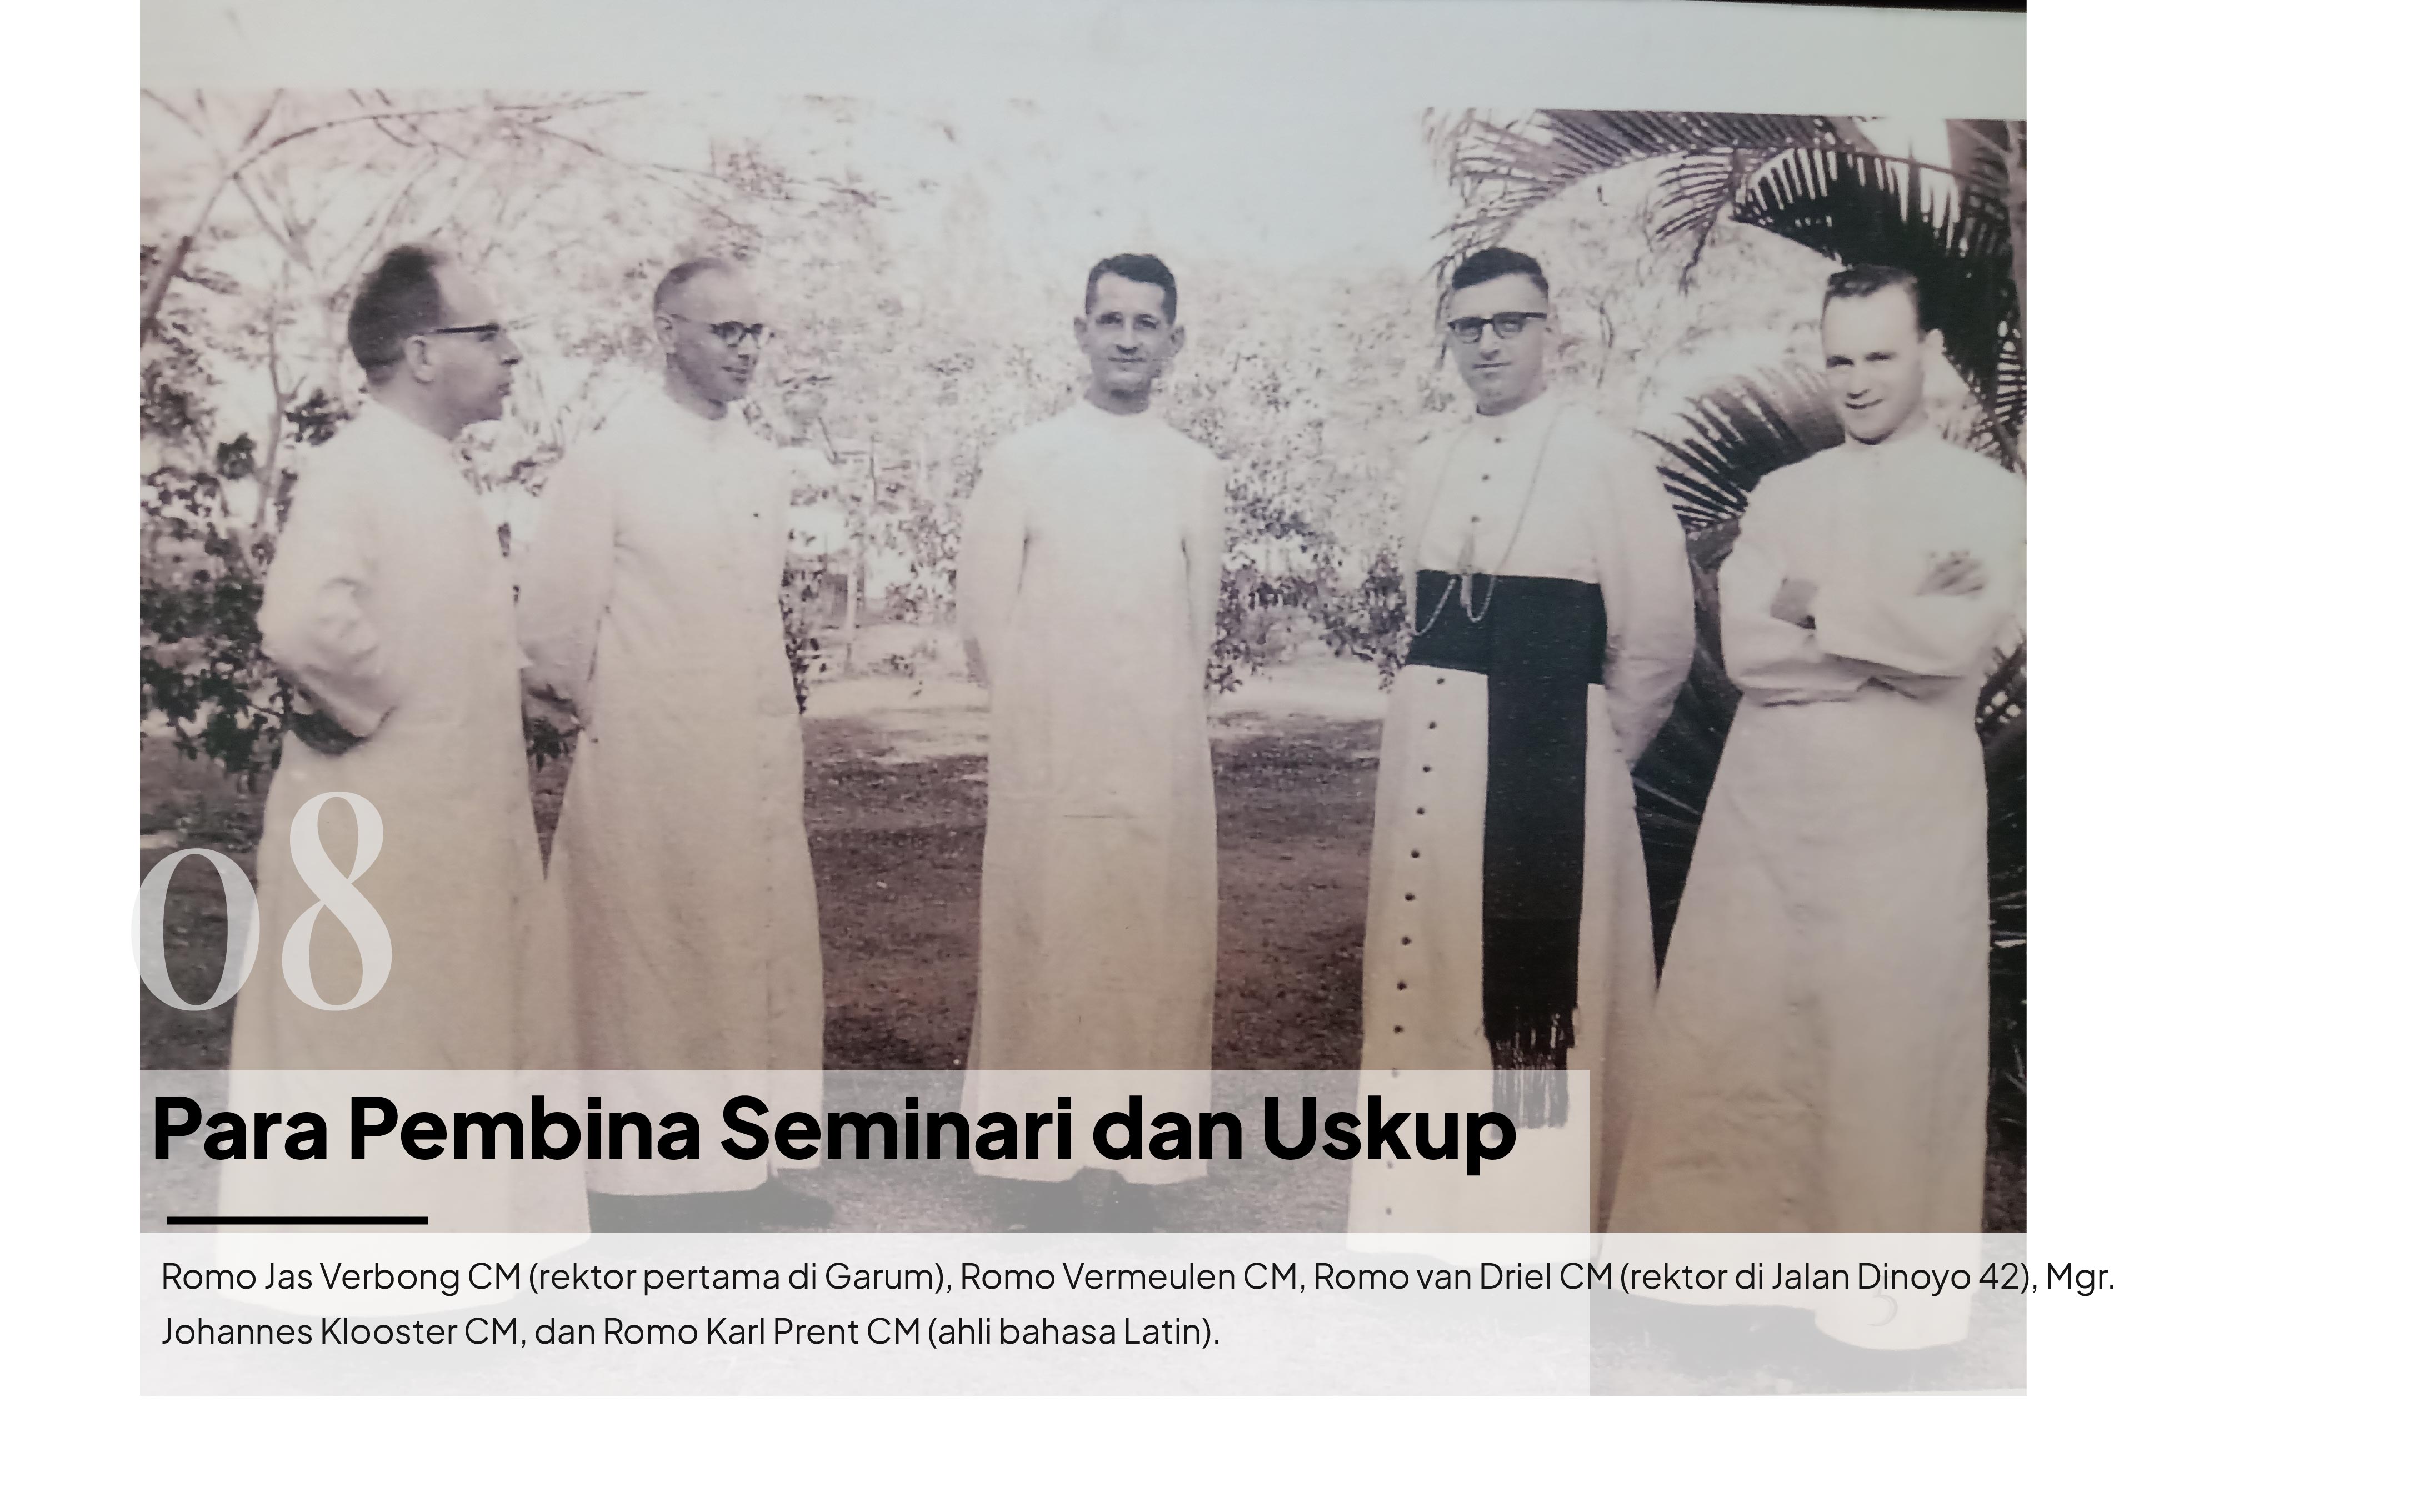 08
Para Pembina Seminari dan Uskup
Romo Jas Verbong CM (rektor pertama di Garum), Romo Vermeulen CM, Romo van Driel CM (rektor di Jalan Dinoyo 42), Mgr.
Johannes Klooster CM, dan Romo Karl Prent CM (ahli bahasa Latin).